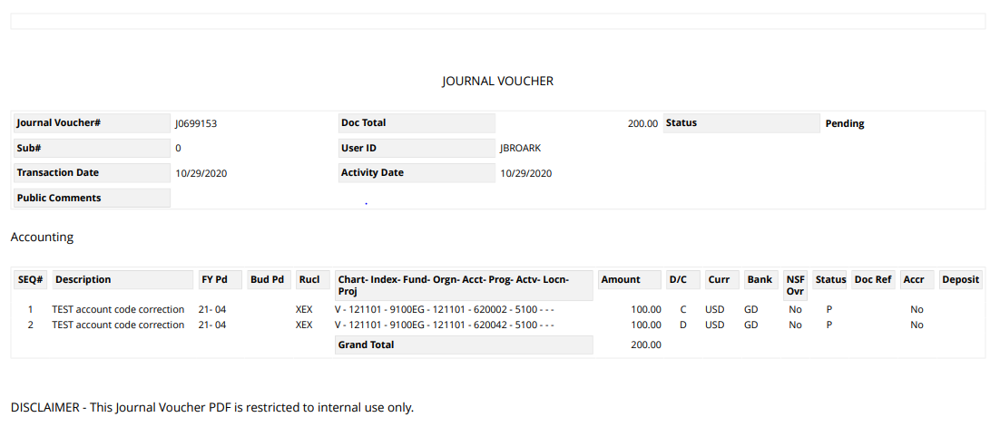 JOURNAL VOUCHER
Journal Voucher# J0699153 Doc Total 200.00 Status Pending
Sub# 0 User ID JBROARK
Transaction Date 10/29/2020 Activity Date 10/29/2020
Public Comments .
Accounting
SEQ# Description FY Pd Bud Pd Rucl Chart- Index- Fund- Orgn- Acct- Prog- Actv- Locn- Amount D/C Curr Bank NSF Status Doc Ref Accr Deposit
Proj Ovr
1 TEST account code correction 21- 04 XEX V - 121101 - 9100EG - 121101 - 620002 - 5100 - - - 100.00 C USD GD No P No
2 TEST account code correction 21- 04 XEX V - 121101 - 9100EG - 121101 - 620042 - 5100 - - - 100.00 D USD GD No P No
Grand Total 200.00
DISCLAIMER - This Journal Voucher PDF is restricted to internal use only.